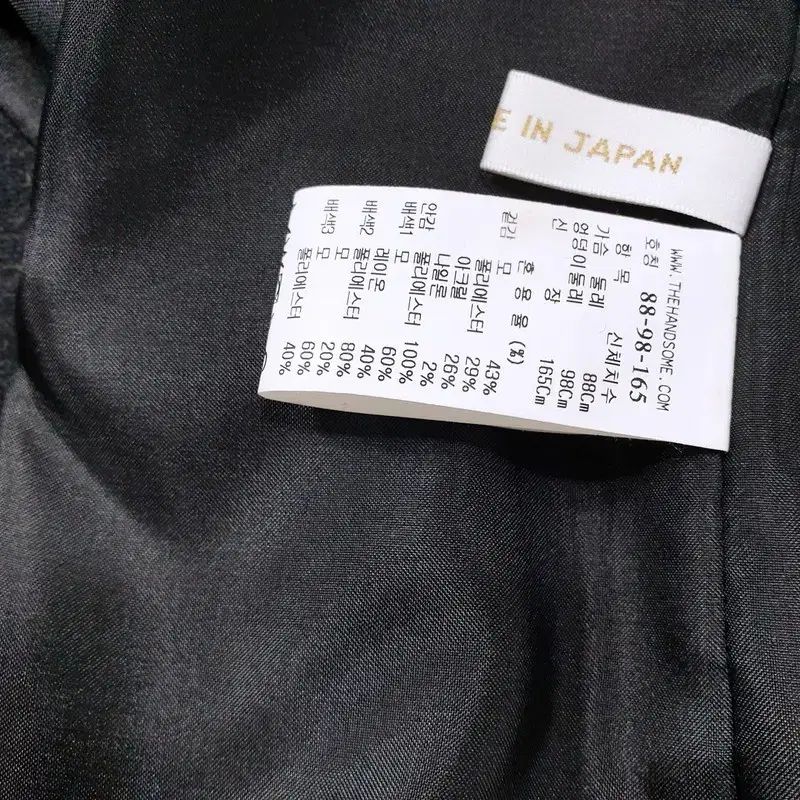 E IN JAPAN
WWW.THEHANDSOME.COM
호칭 88-98-165
항목 신체치수
가슴 둘레 88Cm
엉덩이둘레 98Cm
신 장 165Cm
혼 용 율 (%)
겉감 모 43%
폴리에스터 29%
아크릴 26%
나일론 2%
안감 폴리에스터 100%
배색1 모 60%
레이온 40%
배색2 폴리에스터 80%
모 20%
배색3 모 60%
폴리에스터 40%